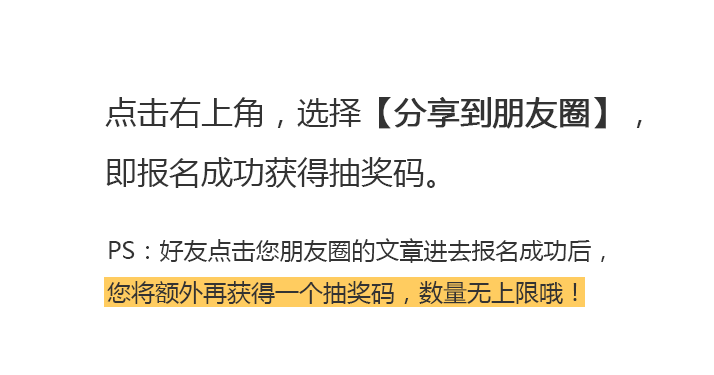 点击右上角，选择【分享到朋友圈】，
即报名成功获得抽奖码。
PS：好友点击您朋友圈的文章进去报名成功后，
您将额外再获得一个抽奖码，数量无上限哦！